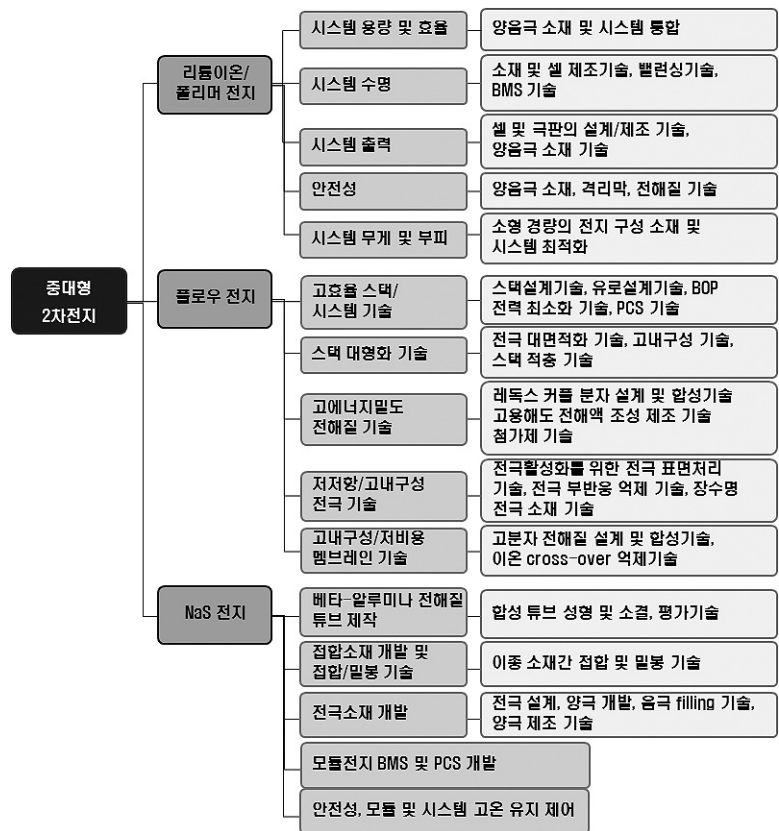 중대형
2차전지
리튬이온/
폴리머 전지
시스템 용량 및 효율
양음극 소재 및 시스템 통합
시스템 수명
소재 및 셀 제조기술, 밸런싱기술,
BMS 기술
시스템 출력
셀 및 극판의 설계/제조 기술,
양음극 소재 기술
안전성
양음극 소재, 격리막, 전해질 기술
시스템 무게 및 부피
소형 경량의 전지 구성 소재 및
시스템 최적화
플로우 전지
고효율 스택/
시스템 기술
스택설계기술, 유로설계기술, BOP
전력 최소화 기술, PCS 기술
스택 대형화 기술
전극 대면적화 기술, 고내구성 기술,
스택 적층 기술
고에너지밀도
전해질 기술
레독스 커플 분자 설계 및 합성기술
고용해도 전해액 조성 제조 기술
첨가제 기술
저저항/고내구성
전극 기술
전극활성화를 위한 전극 표면처리
기술, 전극 부반응 억제 기술, 장수명
전극 소재 기술
고내구성/저비용
멤브레인 기술
고분자 전해질 설계 및 합성기술,
이온 cross-over 억제기술
NaS 전지
베타-알루미나 전해질
튜브 제작
합성 튜브 성형 및 소결, 평가기술
접합소재 개발 및
접합/밀봉 기술
이종 소재간 접합 및 밀봉 기술
전극소재 개발
전극 설계, 양극 개발, 음극 filling 기술,
양극 제조 기술
모듈전지 BMS 및 PCS 개발
안전성, 모듈 및 시스템 고온 유지 제어